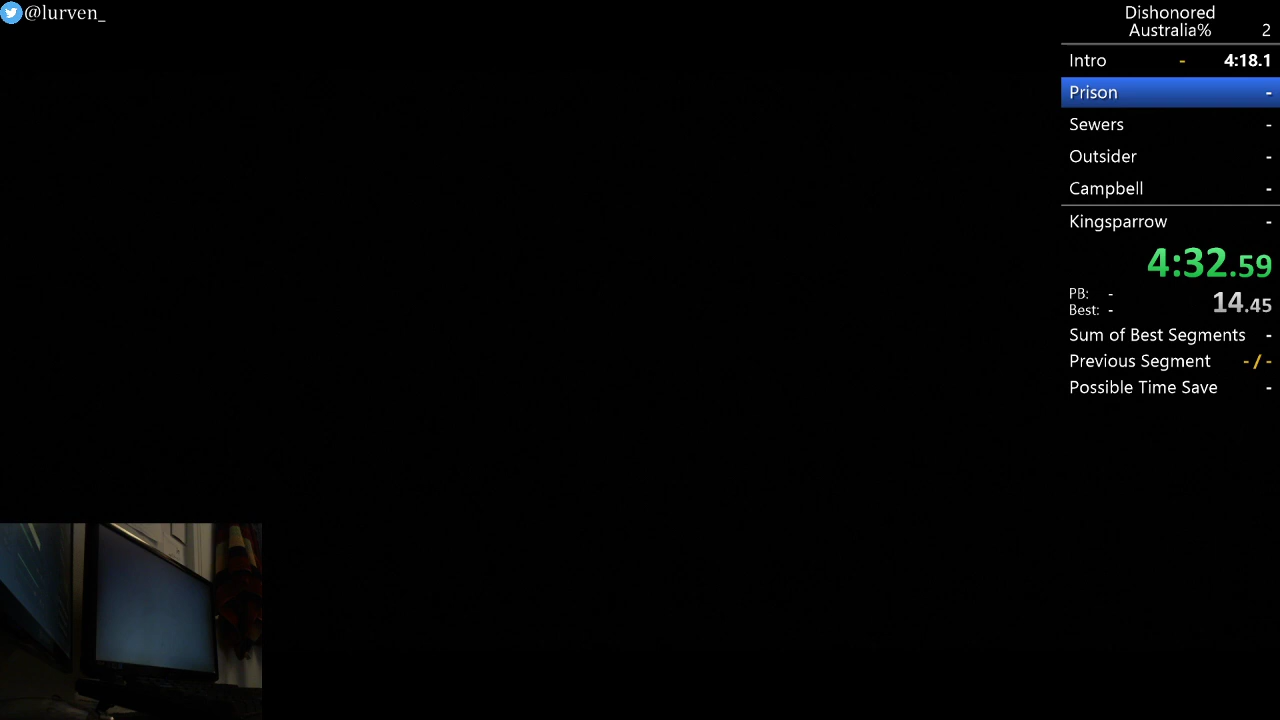 @lurven_
Dishonored
Australia% 2
Intro - 4:18.1
Prison -
Sewers -
Outsider -
Campbell -
Kingsparrow -
4:32.59
PB: -
Best: -
14.45
Sum of Best Segments -
Previous Segment - / -
Possible Time Save -